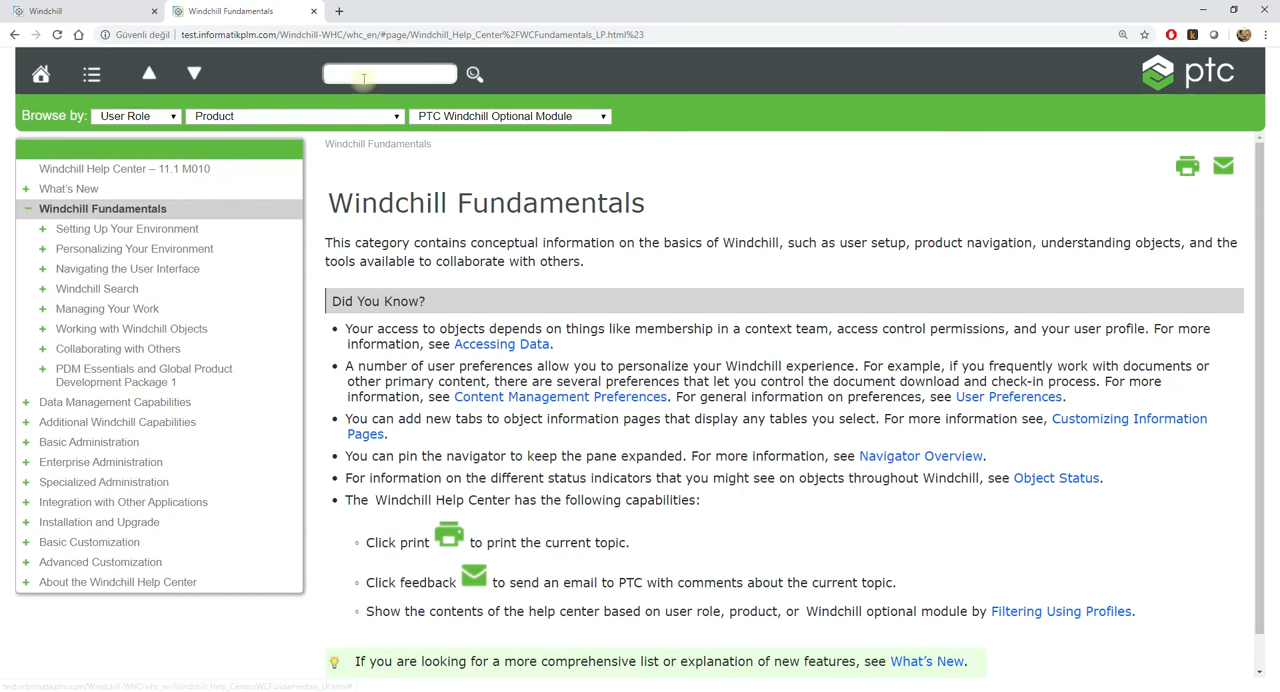 Windchill
Windchill Fundamentals
Güvenli değil
test.informatikplm.com/Windchill-WHC/whc_en/#page/Windchill_Help_Center%2FWCFundamentals_LP.html%23
ptc
Browse by:
User Role
Product
PTC Windchill Optional Module
Windchill Help Center – 11.1 M010
What's New
Windchill Fundamentals
Setting Up Your Environment
Personalizing Your Environment
Navigating the User Interface
Windchill Search
Managing Your Work
Working with Windchill Objects
Collaborating with Others
PDM Essentials and Global Product
Development Package 1
Data Management Capabilities
Additional Windchill Capabilities
Basic Administration
Enterprise Administration
Specialized Administration
Integration with Other Applications
Installation and Upgrade
Basic Customization
Advanced Customization
About the Windchill Help Center
Windchill Fundamentals
Windchill Fundamentals
This category contains conceptual information on the basics of Windchill, such as user setup, product navigation, understanding objects, and the
tools available to collaborate with others.
Did You Know?
• Your access to objects depends on things like membership in a context team, access control permissions, and your user profile. For more
information, see Accessing Data.
• A number of user preferences allow you to personalize your Windchill experience. For example, if you frequently work with documents or
other primary content, there are several preferences that let you control the document download and check-in process. For more
information, see Content Management Preferences. For general information on preferences, see User Preferences.
• You can add new tabs to object information pages that display any tables you select. For more information see, Customizing Information
Pages.
• You can pin the navigator to keep the pane expanded. For more information, see Navigator Overview.
• For information on the different status indicators that you might see on objects throughout Windchill, see Object Status.
• The Windchill Help Center has the following capabilities:
◦ Click print to print the current topic.
◦ Click feedback to send an email to PTC with comments about the current topic.
◦ Show the contents of the help center based on user role, product, or Windchill optional module by Filtering Using Profiles.
If you are looking for a more comprehensive list or explanation of new features, see What's New.
test.informatikplm.com/Windchill-WHC/whc_en/Windchill_Help_Center/WCFundamentals_LP.html#